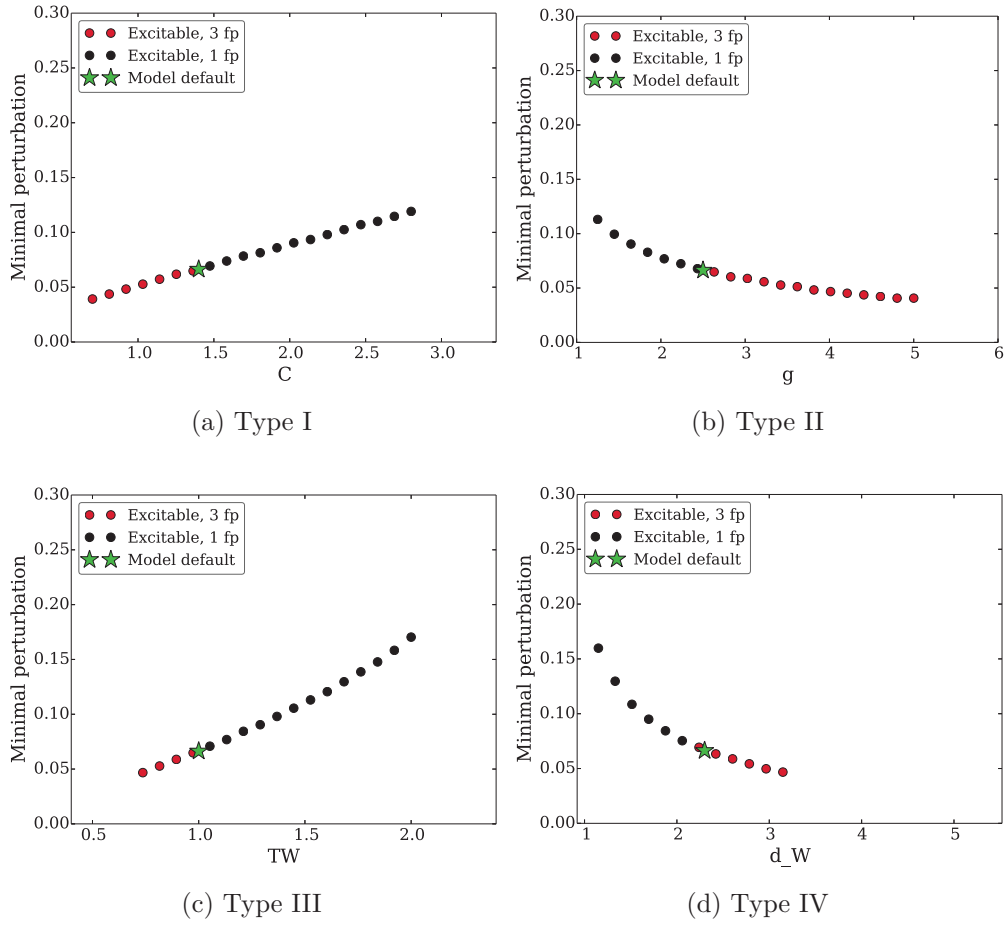 0.30
0.25
0.20
0.15
0.10
0.05
0.00
Minimal perturbation
Excitable, 3 fp
Excitable, 1 fp
Model default
1.0 1.5 2.0 2.5 3.0
C
(a) Type I
0.30
0.25
0.20
0.15
0.10
0.05
0.00
Minimal perturbation
Excitable, 3 fp
Excitable, 1 fp
Model default
1 2 3 4 5 6
g
(b) Type II
0.30
0.25
0.20
0.15
0.10
0.05
0.00
Minimal perturbation
Excitable, 3 fp
Excitable, 1 fp
Model default
0.5 1.0 1.5 2.0
TW
(c) Type III
0.30
0.25
0.20
0.15
0.10
0.05
0.00
Minimal perturbation
Excitable, 3 fp
Excitable, 1 fp
Model default
1 2 3 4 5
d_W
(d) Type IV